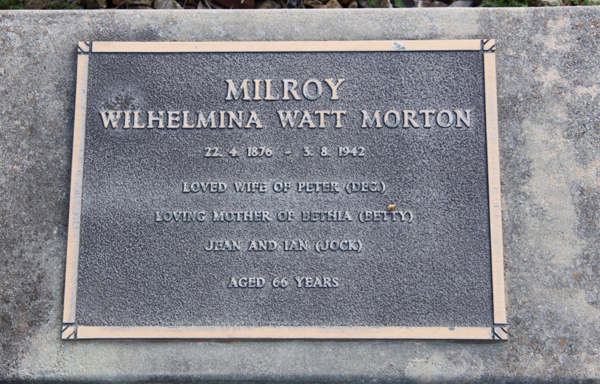 MILROY
WILHELMINA WATT MORTON
22. 4. 1876 - 3. 8. 1942
LOVED WIFE OF PETER (DEC.)
LOVING MOTHER OF BETHIA (BETTY)
JEAN AND IAN (JOCK)
AGED 66 YEARS